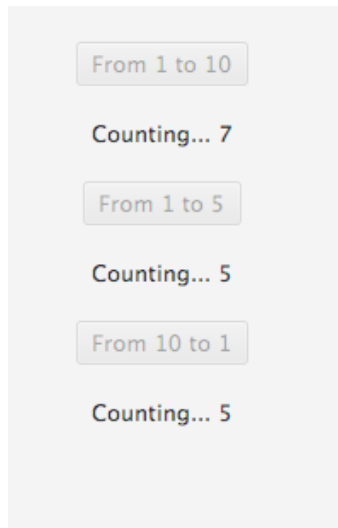 From 1 to 10
Counting... 7
From 1 to 5
Counting... 5
From 10 to 1
Counting... 5